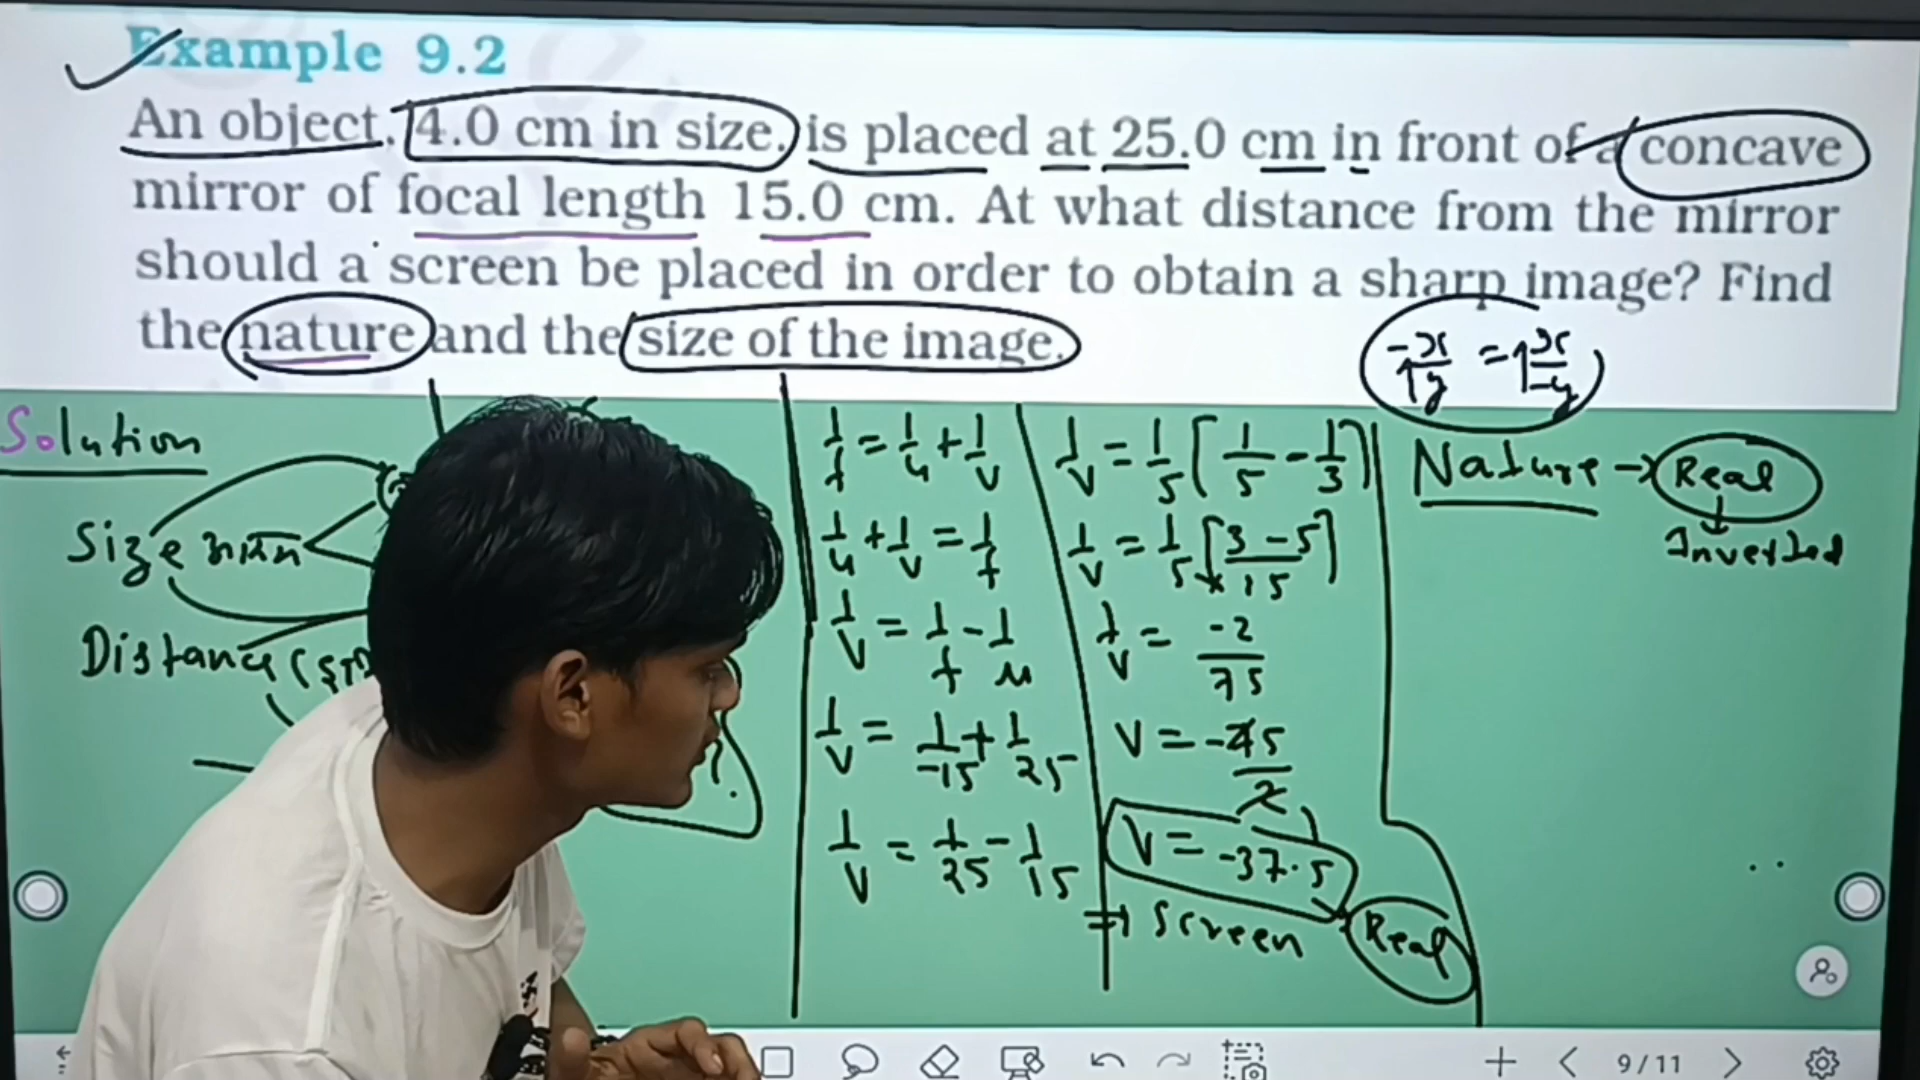 Example 9.2
An object, 4.0 cm in size, is placed at 25.0 cm in front of a concave
mirror of focal length 15.0 cm. At what distance from the mirror
should a screen be placed in order to obtain a sharp image? Find
the nature and the size of the image.
-x/y = x/-y
Solution
Size
Distance
?
1/f = 1/u + 1/v
1/u + 1/v = 1/f
1/v = 1/f - 1/u
1/v = 1/-15 + 1/25
1/v = 1/25 - 1/15
1/v = 1/5 [1/5 - 1/3]
1/v = 1/5 [3-5/15]
1/v = -2/75
v = -75/2
v = -37.5
⇒ Screen
Real
Nature → Real
↓
Inverted
9/11